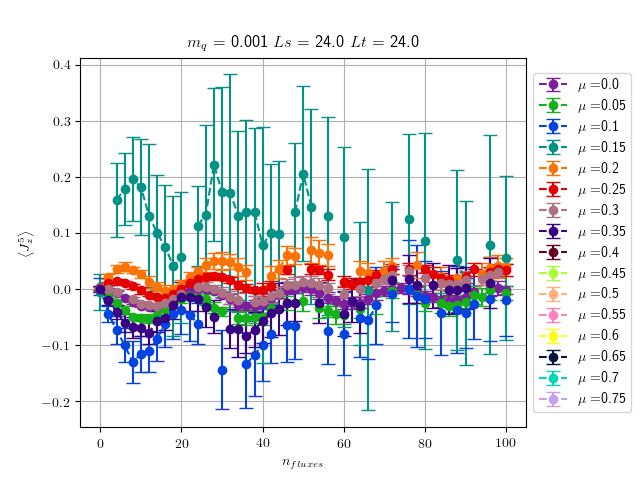 m_q = 0.001 Ls = 24.0 Lt = 24.0
⟨J_z^5⟩
0.4
0.3
0.2
0.1
0.0
−0.1
−0.2
0
20
40
60
80
100
n_{fluxes}
μ =0.0
μ =0.05
μ =0.1
μ =0.15
μ =0.2
μ =0.25
μ =0.3
μ =0.35
μ =0.4
μ =0.45
μ =0.5
μ =0.55
μ =0.6
μ =0.65
μ =0.7
μ =0.75